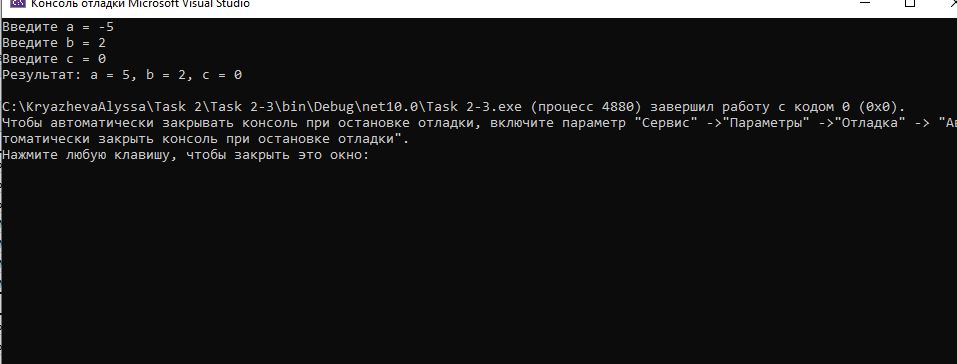 Консоль отладки Microsoft Visual Studio
Введите a = -5
Введите b = 2
Введите c = 0
Результат: a = 5, b = 2, c = 0
C:\KryazhevaAlyssa\Task 2\Task 2-3\bin\Debug\net10.0\Task 2-3.exe (процесс 4880) завершил работу с кодом 0 (0x0).
Чтобы автоматически закрывать консоль при остановке отладки, включите параметр "Сервис" ->"Параметры" ->"Отладка" -> "Ав
томатически закрыть консоль при остановке отладки".
Нажмите любую клавишу, чтобы закрыть это окно: